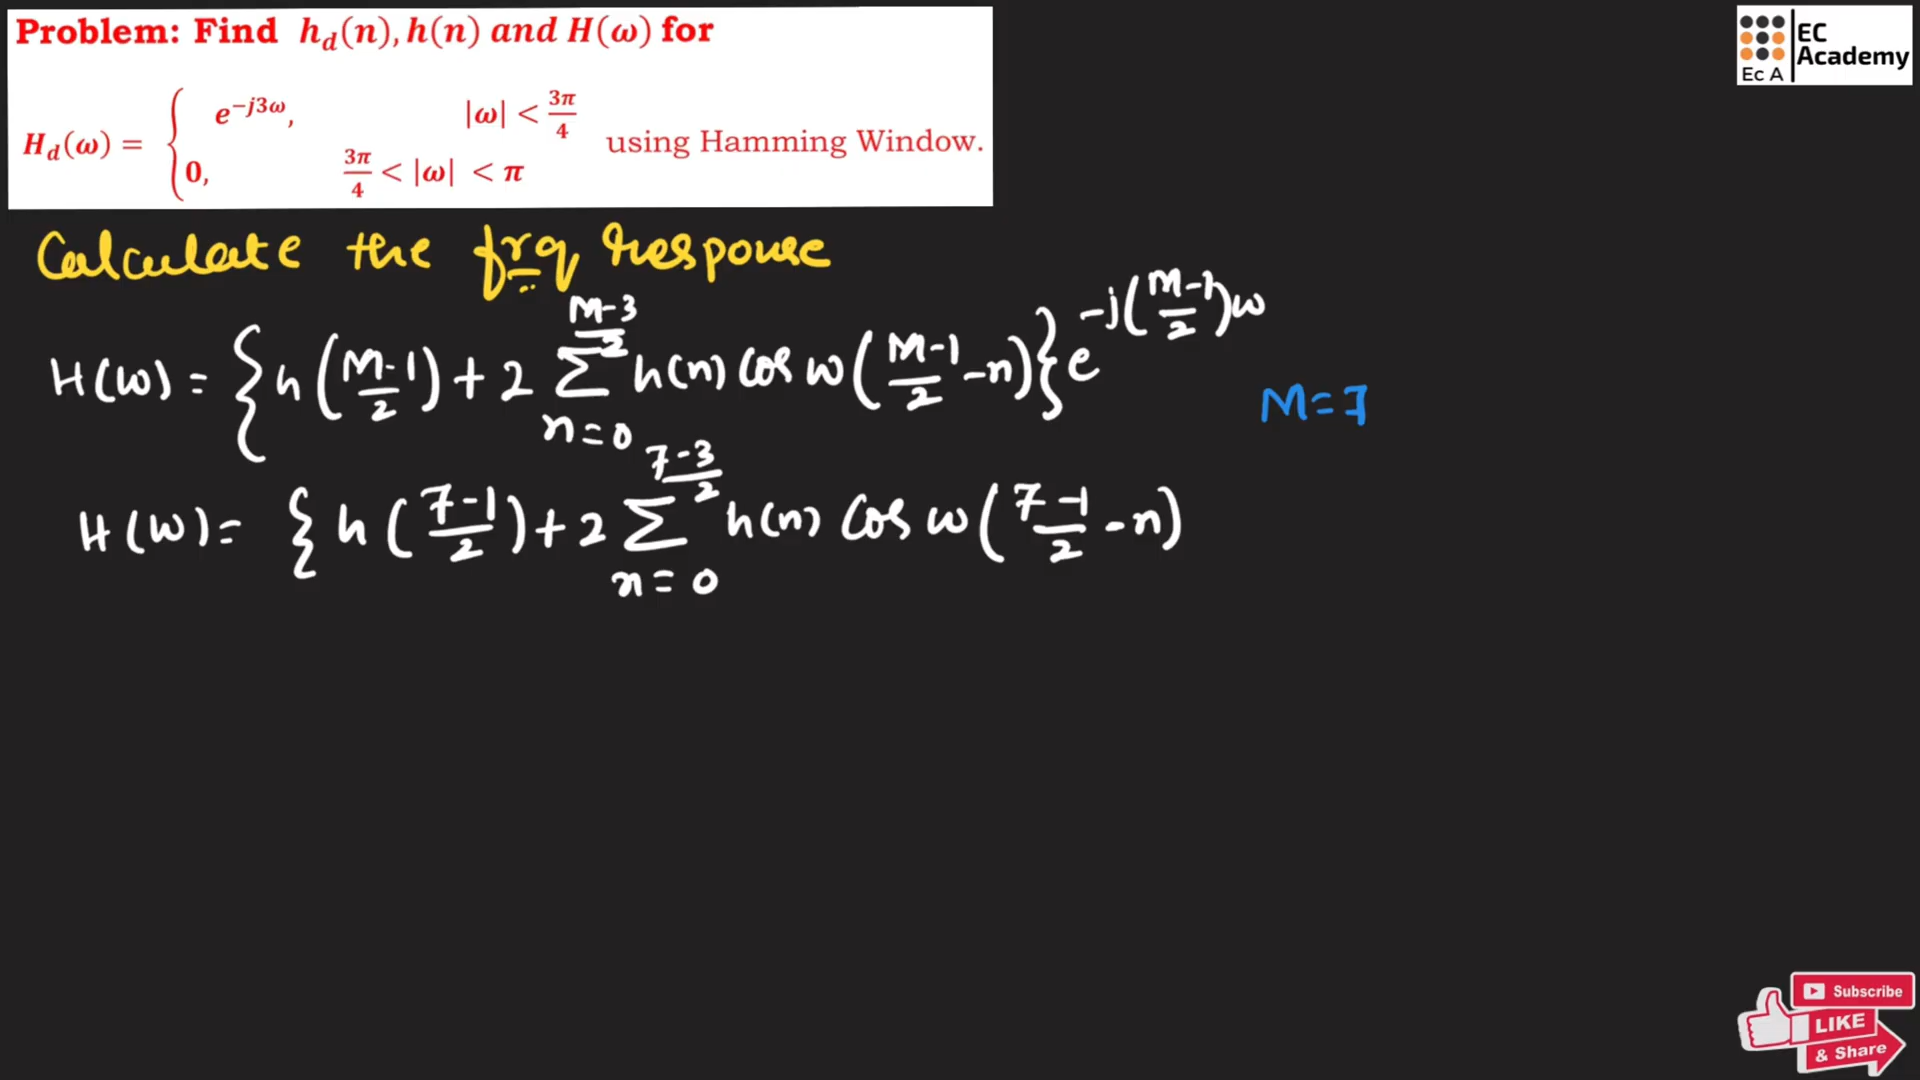 Problem: Find h_d(n), h(n) and H(ω) for
H_d(ω) = { e^{-j3ω}, |ω| < 3π/4
0, 3π/4 < |ω| < π
using Hamming Window.
EC
Academy
Ec A
Calculate the frq Response
H(ω) = { h((M-1)/2) + 2 Σ_{n=0}^{(M-3)/2} h(n) cos ω((M-1)/2 - n) } e^{-j((M-1)/2)ω}
M = 7
H(ω) = { h((7-1)/2) + 2 Σ_{n=0}^{(7-3)/2} h(n) cos ω((7-1)/2 - n)
Subscribe
LIKE
& Share